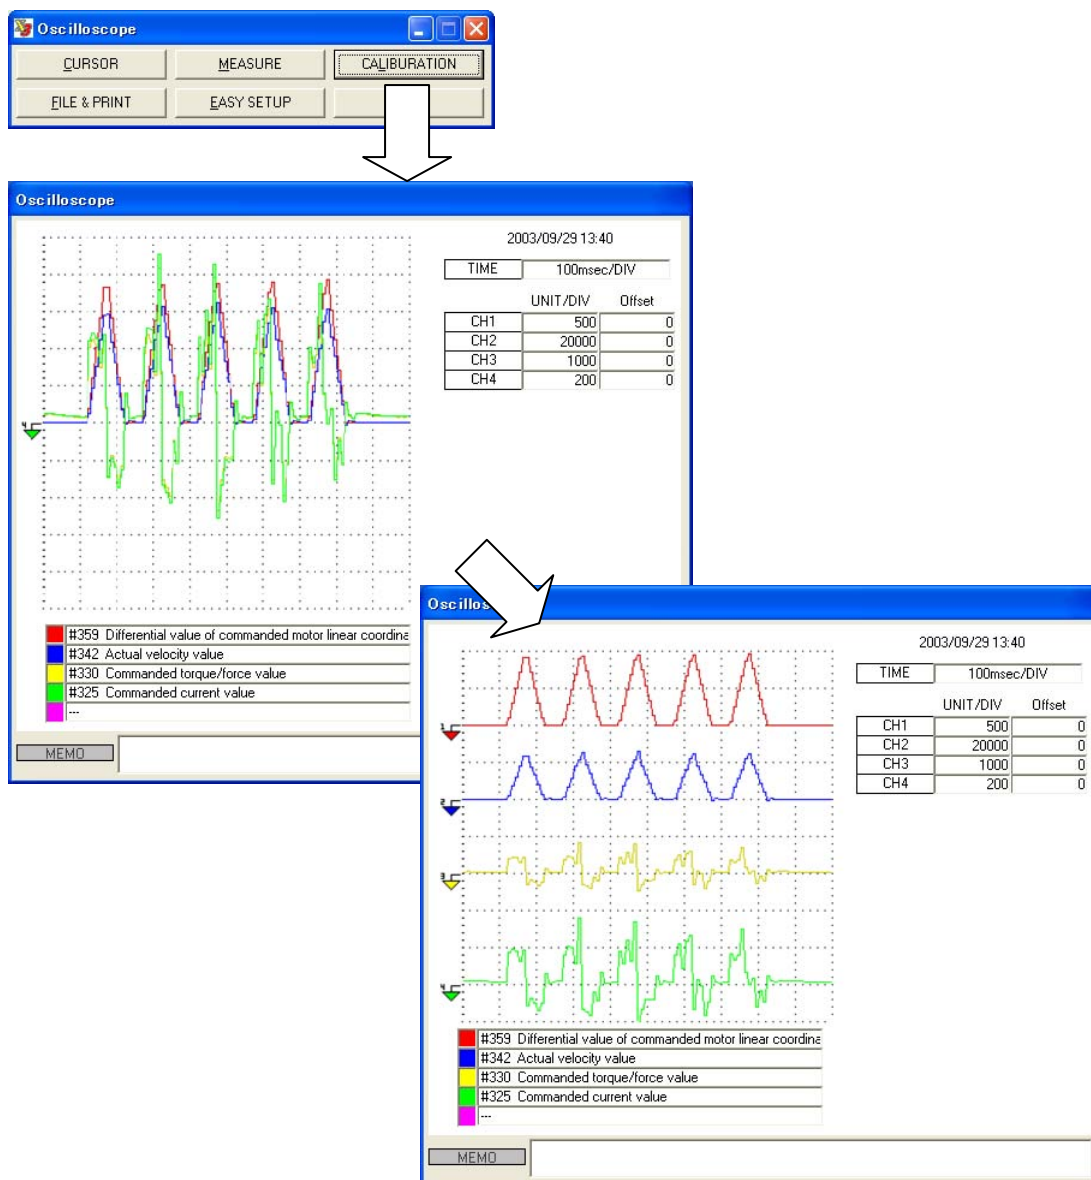 Oscilloscope
CURSOR MEASURE CALIBURATION
FILE & PRINT EASY SETUP
Oscilloscope
2003/09/29 13:40
TIME 100msec/DIV
UNIT/DIV Offset
CH1 500 0
CH2 20000 0
CH3 1000 0
CH4 200 0
4
#359 Differential value of commanded motor linear coordina
#342 Actual velocity value
#330 Commanded torque/force value
#325 Commanded current value
---
MEMO
Oscillos
2003/09/29 13:40
TIME 100msec/DIV
UNIT/DIV Offset
CH1 500 0
CH2 20000 0
CH3 1000 0
CH4 200 0
1
2
3
4
#359 Differential value of commanded motor linear coordina
#342 Actual velocity value
#330 Commanded torque/force value
#325 Commanded current value
---
MEMO